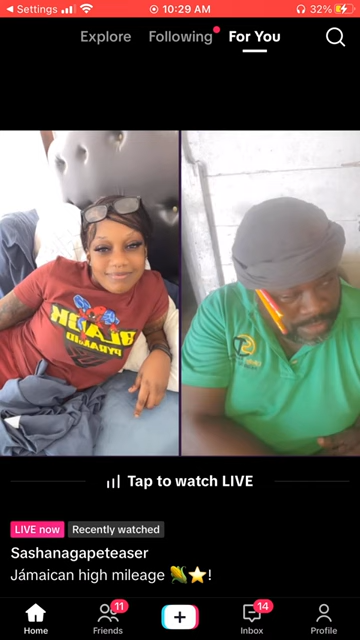 Settings 10:29 AM 32%
Explore Following For You
BLACK
PYRAMID
Tap to watch LIVE
LIVE now Recently watched
Sashanagapeteaser
Jámaican high mileage 🌽⭐!
11 14
Home Friends Inbox Profile